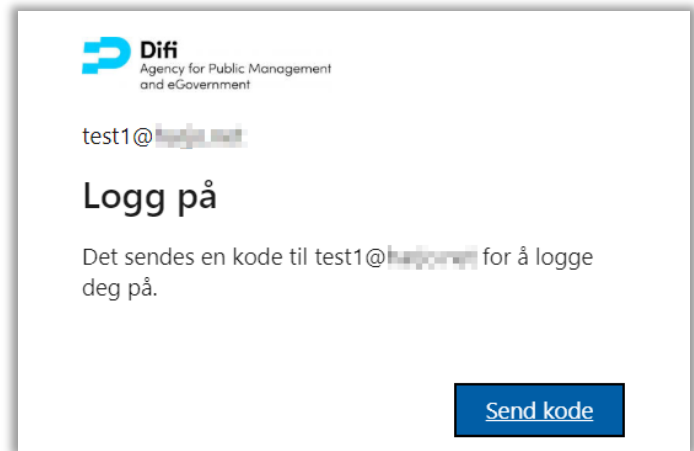 Difi
Agency for Public Management
and eGovernment
test1@
Logg på
Det sendes en kode til test1@ for å logge
deg på.
Send kode